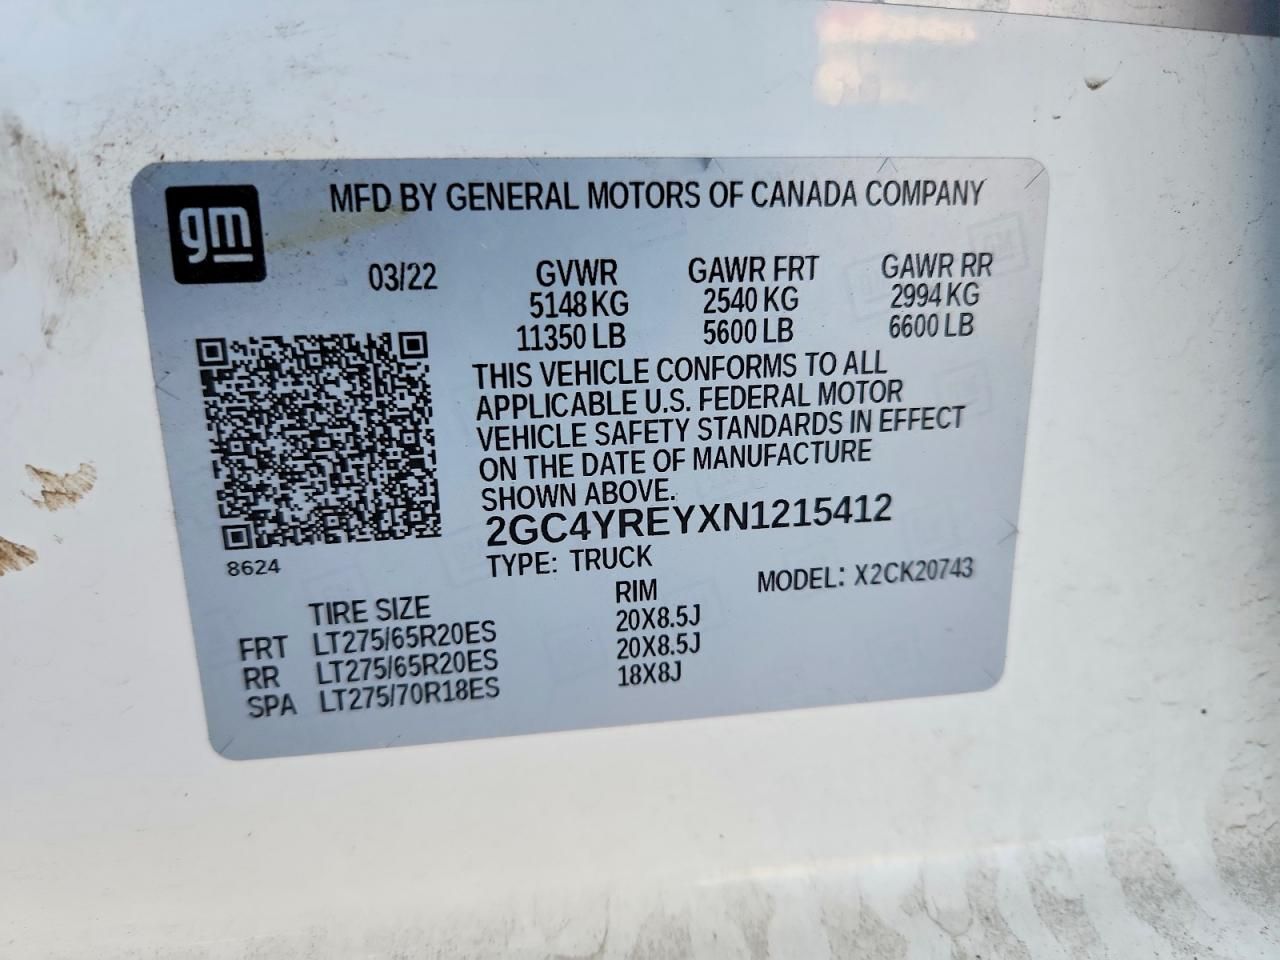 gm
MFD BY GENERAL MOTORS OF CANADA COMPANY
03/22 GVWR GAWR FRT GAWR RR
5148 KG 2540 KG 2994 KG
11350 LB 5600 LB 6600 LB
THIS VEHICLE CONFORMS TO ALL
APPLICABLE U.S. FEDERAL MOTOR
VEHICLE SAFETY STANDARDS IN EFFECT
ON THE DATE OF MANUFACTURE
SHOWN ABOVE.
2GC4YREYXN1215412
8624
TYPE: TRUCK MODEL: X2CK20743
TIRE SIZE RIM
FRT LT275/65R20ES 20X8.5J
RR LT275/65R20ES 20X8.5J
SPA LT275/70R18ES 18X8J